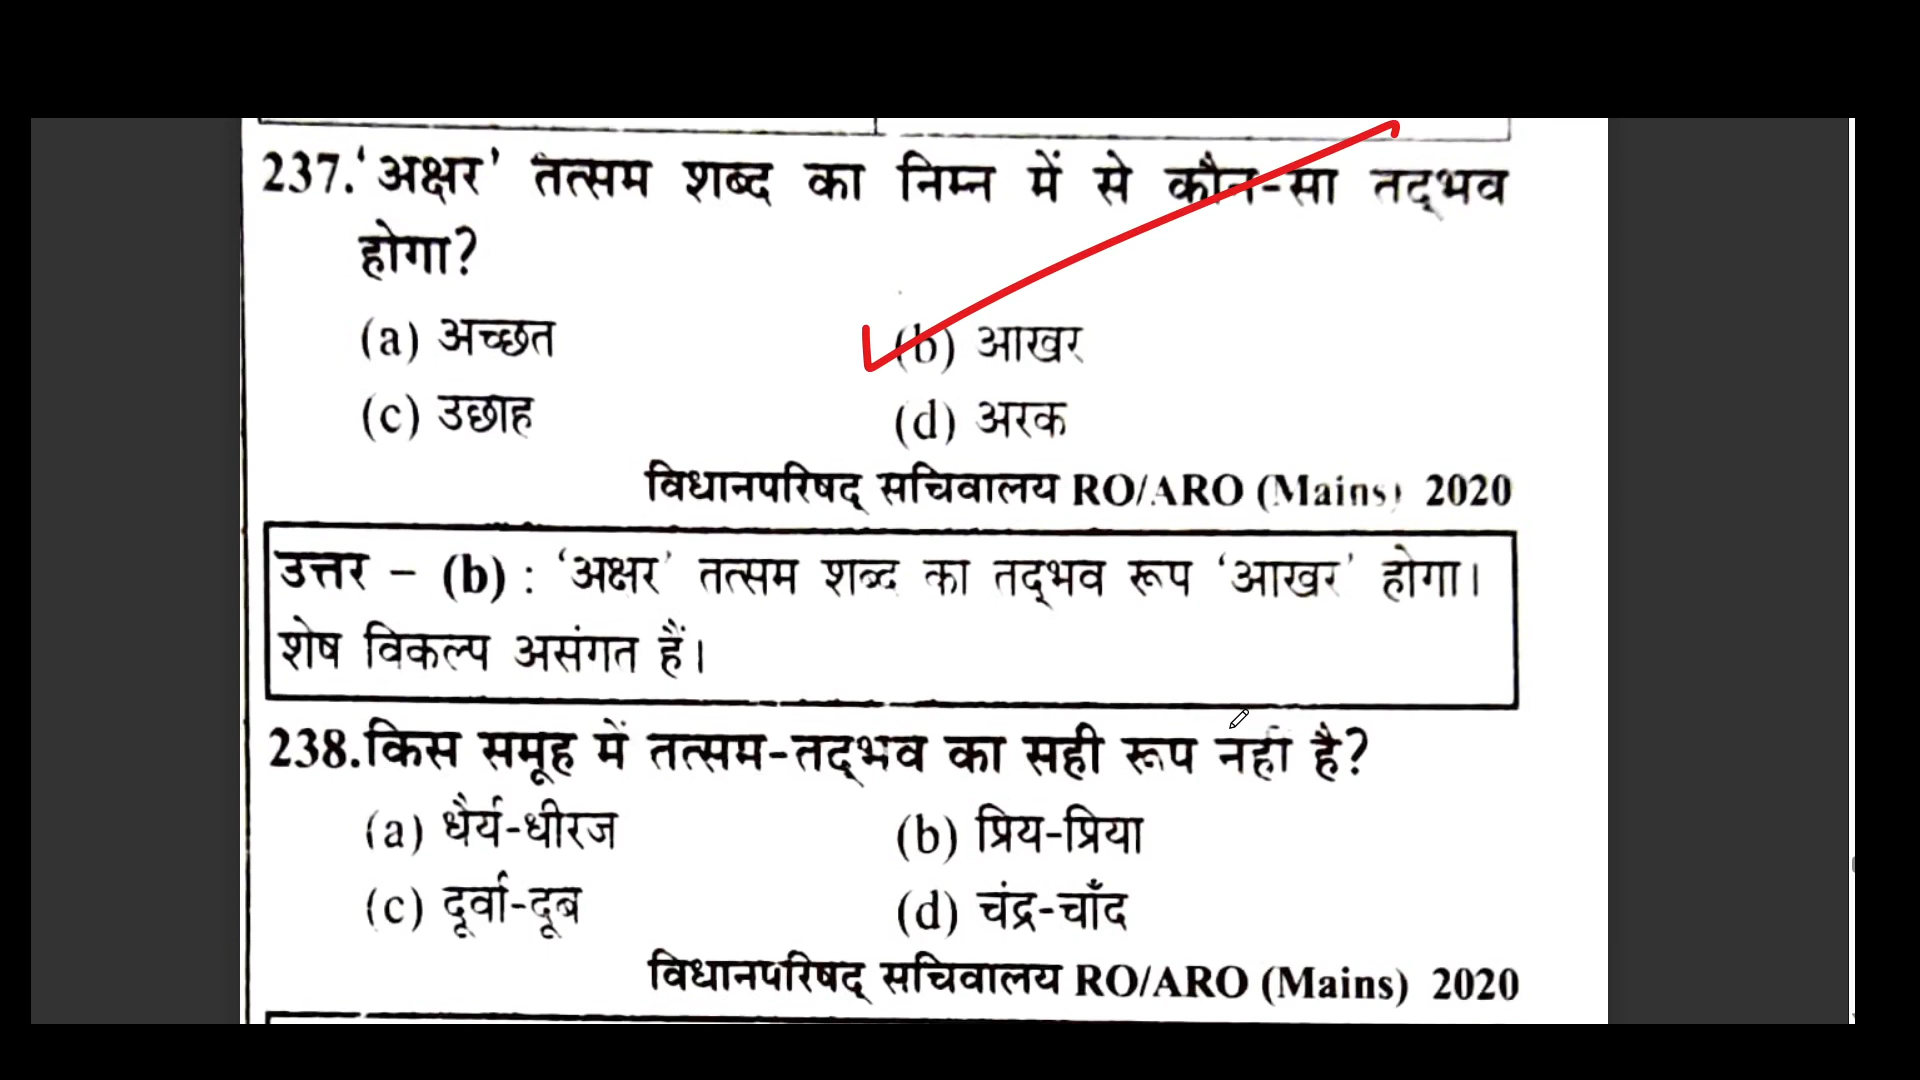 237.‘अक्षर’ तत्सम शब्द का निम्न में से कौन-सा तद्भव
होगा?
(a) अच्छत (b) आखर
(c) उछाह (d) अरक
विधानपरिषद् सचिवालय RO/ARO (Mains) 2020
उत्तर – (b) : ‘अक्षर’ तत्सम शब्द का तद्भव रूप ‘आखर’ होगा।
शेष विकल्प असंगत हैं।
238.किस समूह में तत्सम-तद्भव का सही रूप नहीं है?
(a) धैर्य-धीरज (b) प्रिय-प्रिया
(c) दूर्वा-दूब (d) चंद्र-चाँद
विधानपरिषद् सचिवालय RO/ARO (Mains) 2020